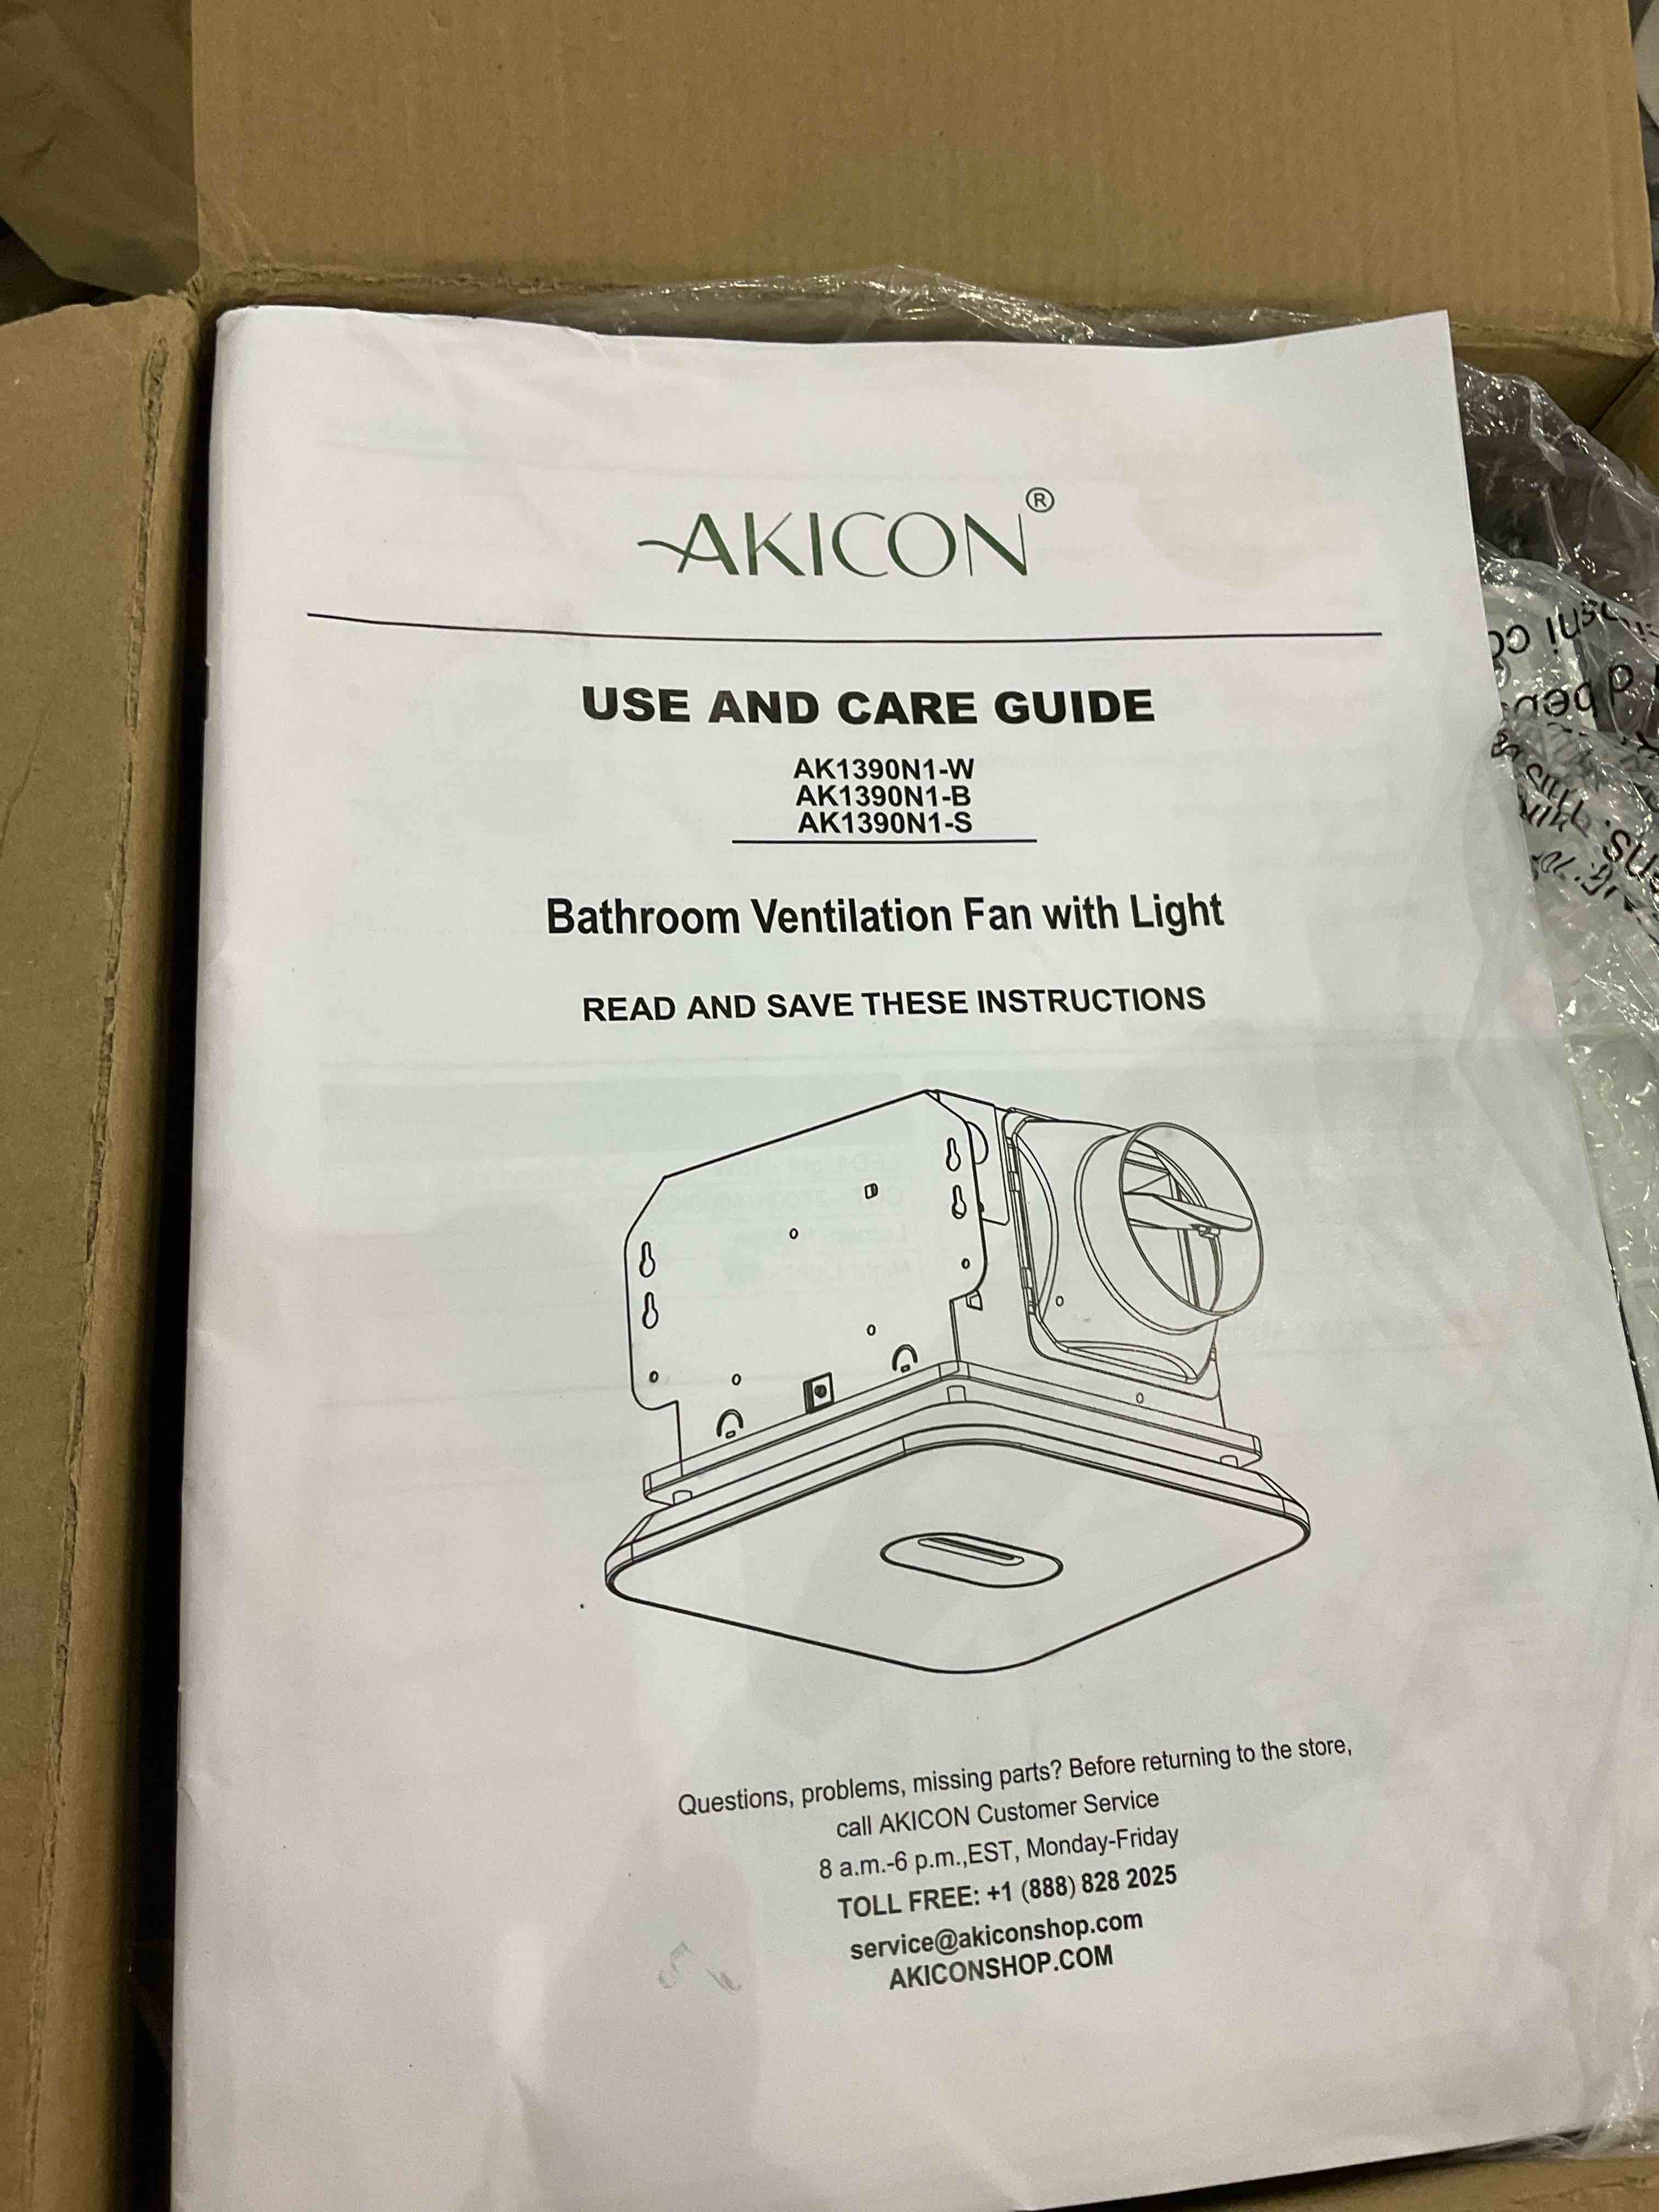 AKICON®
USE AND CARE GUIDE
AK1390N1-W
AK1390N1-B
AK1390N1-S
Bathroom Ventilation Fan with Light
READ AND SAVE THESE INSTRUCTIONS
Questions, problems, missing parts? Before returning to the store,
call AKICON Customer Service
8 a.m.-6 p.m.,EST, Monday-Friday
TOLL FREE: +1 (888) 828 2025
service@akiconshop.com
AKICONSHOP.COM